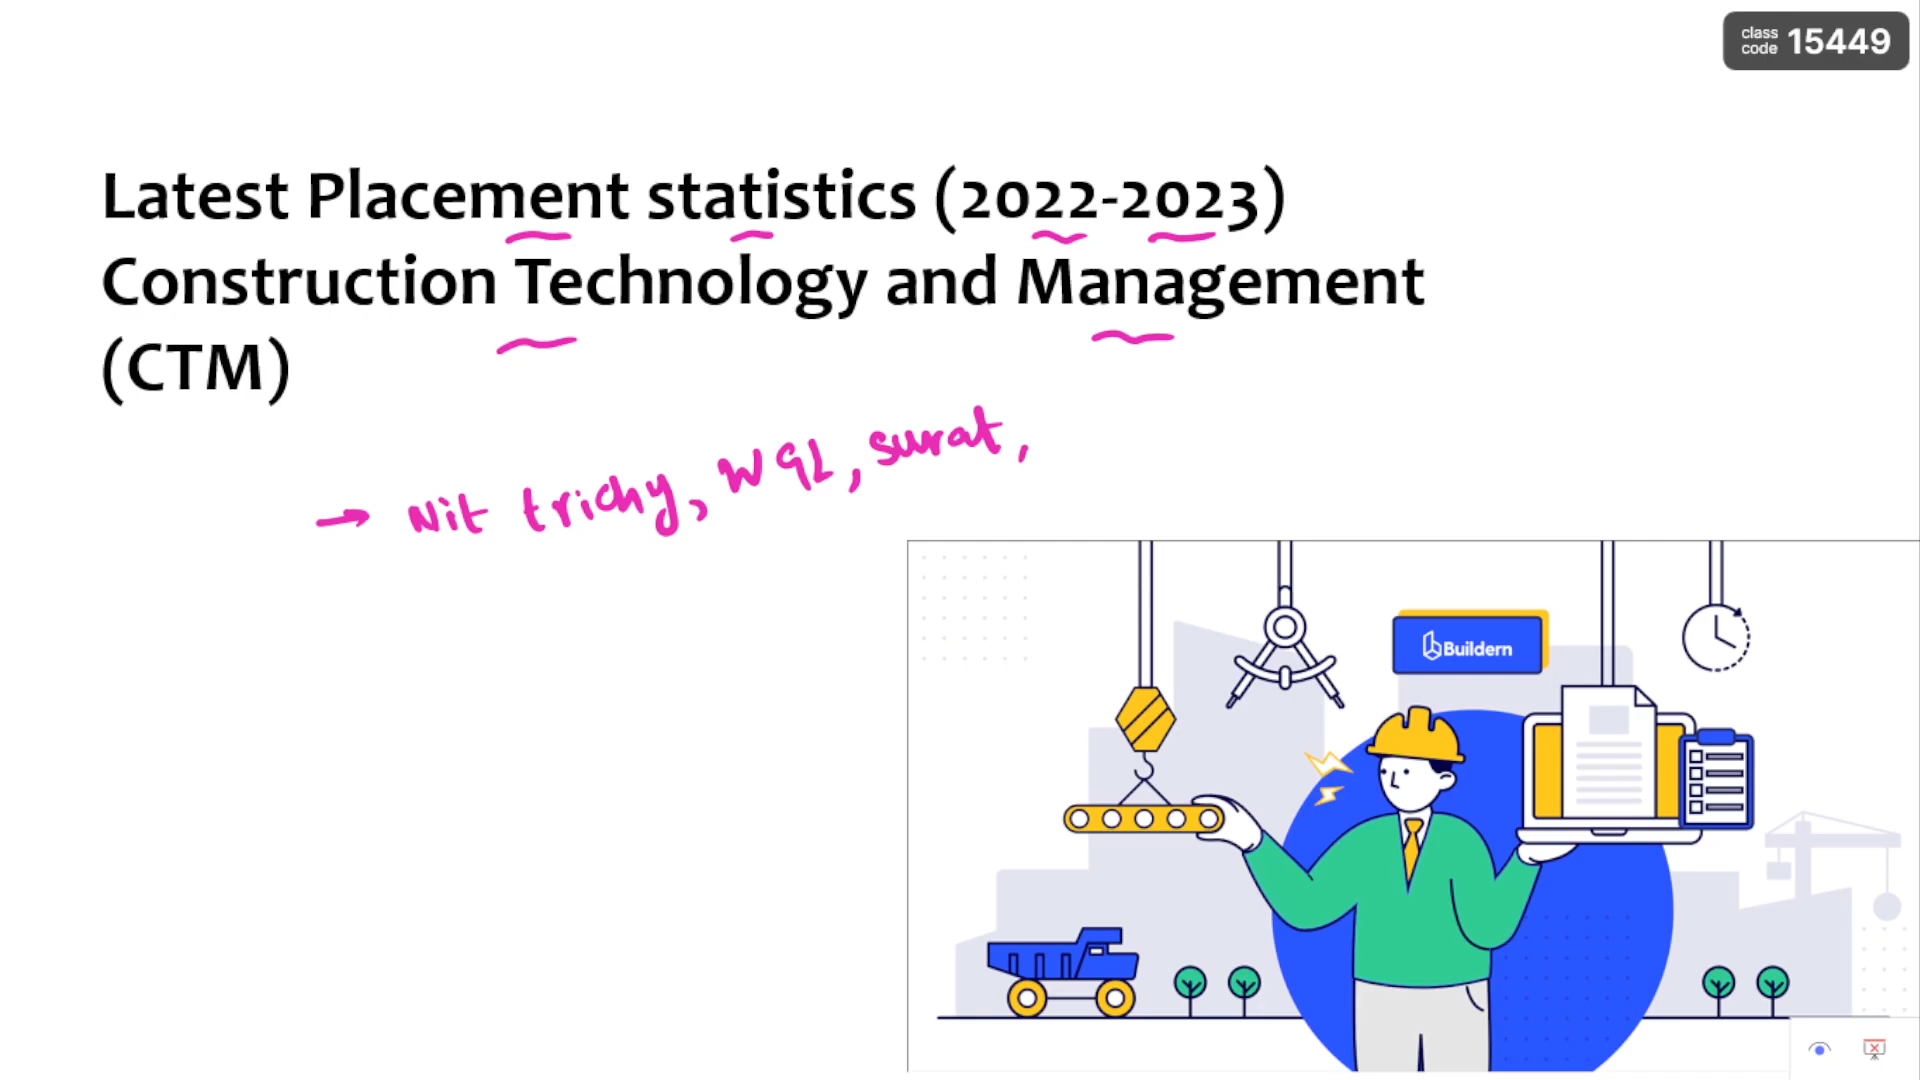 class
code 15449
Latest Placement statistics (2022-2023)
Construction Technology and Management
(CTM)
→ Nit trichy, WGL, surat,
Buildern